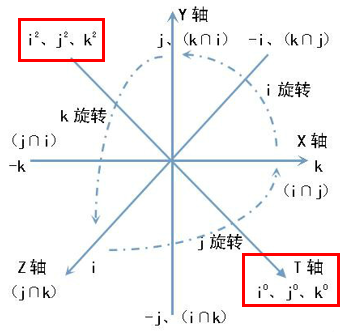 Y 轴
i²、j²、k²
j、(k∩i)
-i、(k∩j)
i 旋转
k 旋转
(j∩i)
X 轴
-k
k
(i∩j)
j 旋转
Z 轴
i
T 轴
(j∩k)
i⁰、j⁰、k⁰
-j、(i∩k)